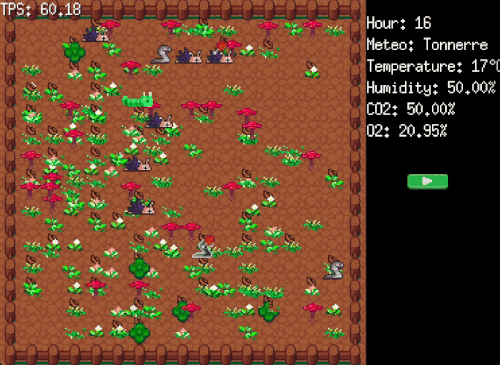 TPS: 60.18
Hour: 16
Meteo: Tonnerre
Temperature: 17°C
Humidity: 50.00%
CO2: 50.00%
O2: 20.95%